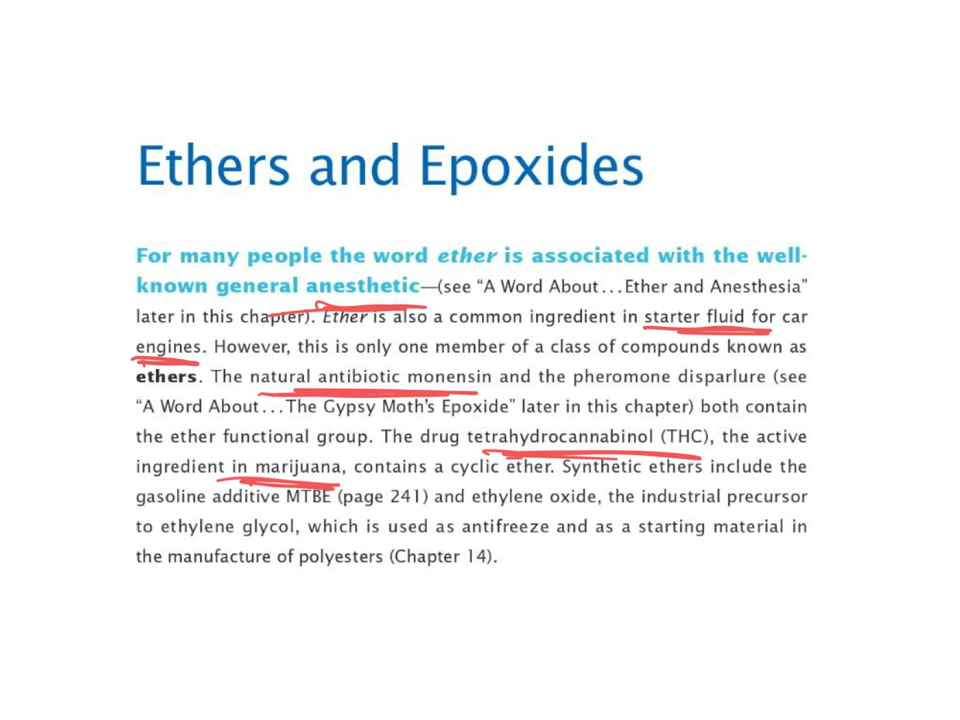 Ethers and Epoxides
For many people the word ether is associated with the well-
known general anesthetic—(see “A Word About...Ether and Anesthesia”
later in this chapter). Ether is also a common ingredient in starter fluid for car
engines. However, this is only one member of a class of compounds known as
ethers. The natural antibiotic monensin and the pheromone disparlure (see
“A Word About...The Gypsy Moth’s Epoxide” later in this chapter) both contain
the ether functional group. The drug tetrahydrocannabinol (THC), the active
ingredient in marijuana, contains a cyclic ether. Synthetic ethers include the
gasoline additive MTBE (page 241) and ethylene oxide, the industrial precursor
to ethylene glycol, which is used as antifreeze and as a starting material in
the manufacture of polyesters (Chapter 14).